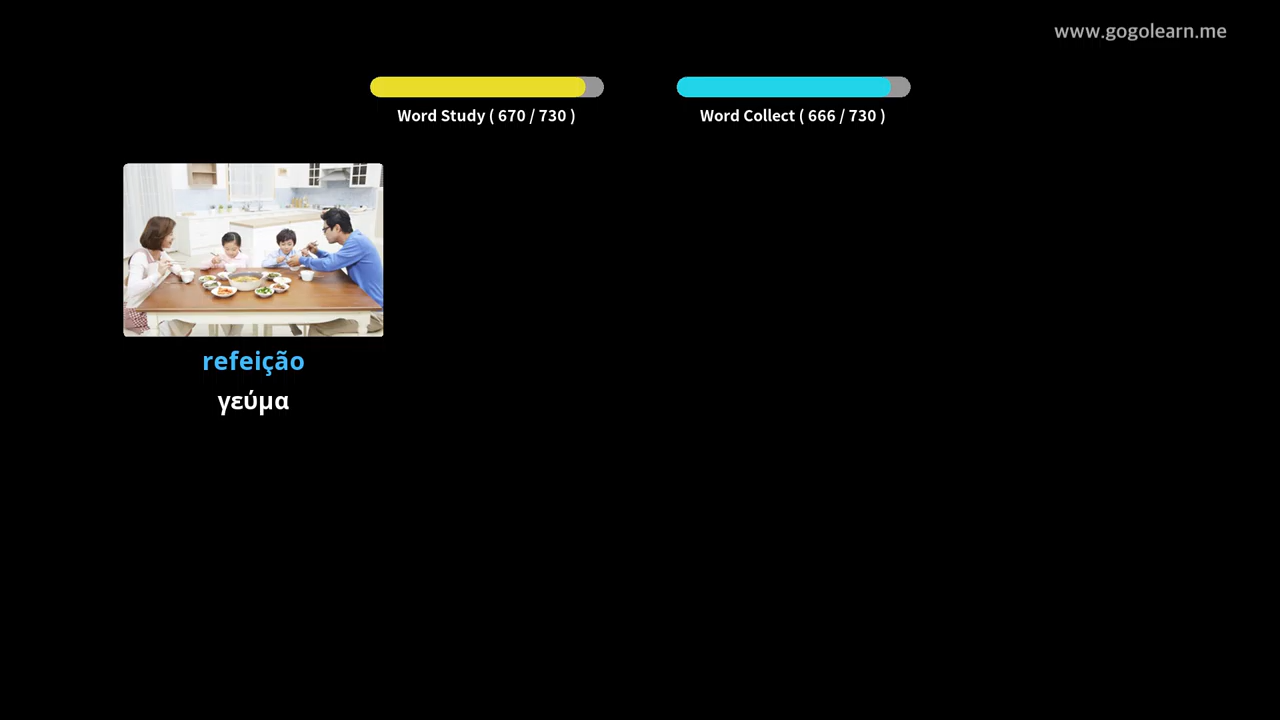 www.gogolearn.me
Word Study ( 670 / 730 )
Word Collect ( 666 / 730 )
refeição
γεύμα